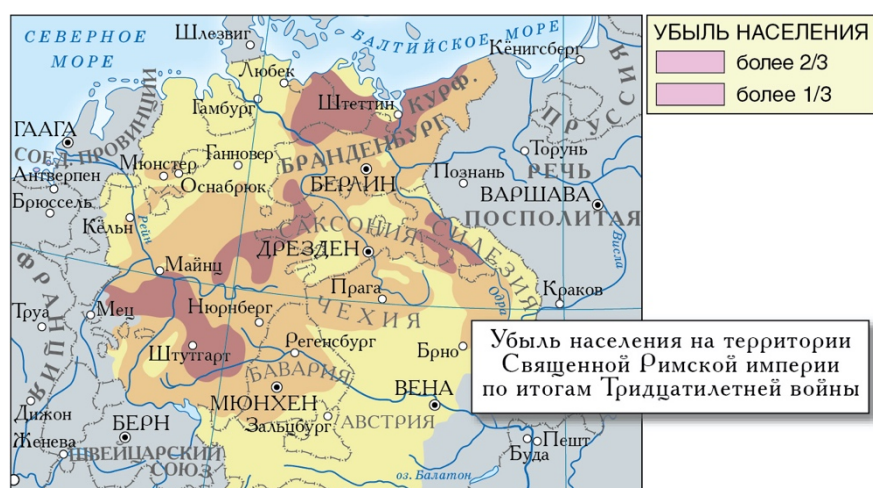 СЕВЕРНОЕ
МОРЕ
Шлезвиг
БАЛТИЙСКОЕ МОРЕ
Кёнигсберг
Любек
Гамбург
Штеттин
КУРФ.
БРАНДЕНБУРГ
ПРУССИЯ
ГААГА
СОЕД. ПРОВИНЦИИ
Мюнстер
Ганновер
Оснабрюк
БЕРЛИН
Познань
Торунь
РЕЧЬ
ВАРШАВА
ПОСПОЛИТАЯ
Антверпен
Брюссель
Кёльн
Рейн
САКСОНИЯ
ДРЕЗДЕН
СИЛЕЗИЯ
Висла
Майнц
Прага
Одра
Краков
ФРАНЦИЯ
Труа
Мец
Нюрнберг
ЧЕХИЯ
Штутгарт
Регенсбург
Брно
БАВАРИЯ
МЮНХЕН
ВЕНА
Дижон
БЕРН
Зальцбург
АВСТРИЯ
Женева
ШВЕЙЦАРСКИЙ
СОЮЗ
Буда
Пешт
оз. Балатон
УБЫЛЬ НАСЕЛЕНИЯ
более 2/3
более 1/3
Убыль населения на территории
Священной Римской империи
по итогам Тридцатилетней войны